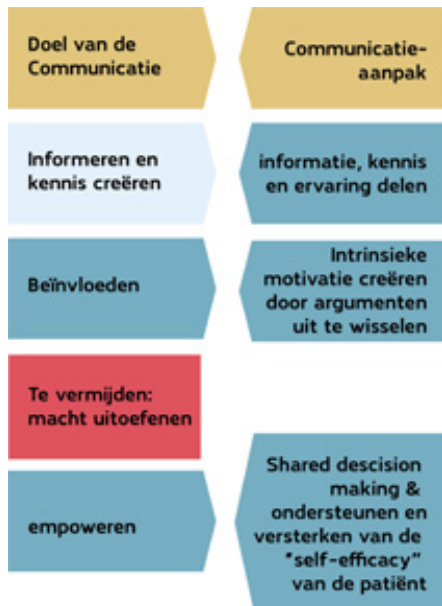 Doel van de
Communicatie
Communicatie-
aanpak
Informeren en
kennis creëren
informatie, kennis
en ervaring delen
Beïnvloeden
Intrinsieke
motivatie creëren
door argumenten
uit te wisselen
Te vermijden:
macht uitoefenen
empoweren
Shared descision
making &
ondersteunen en
versterken van de
"self-efficacy"
van de patiënt